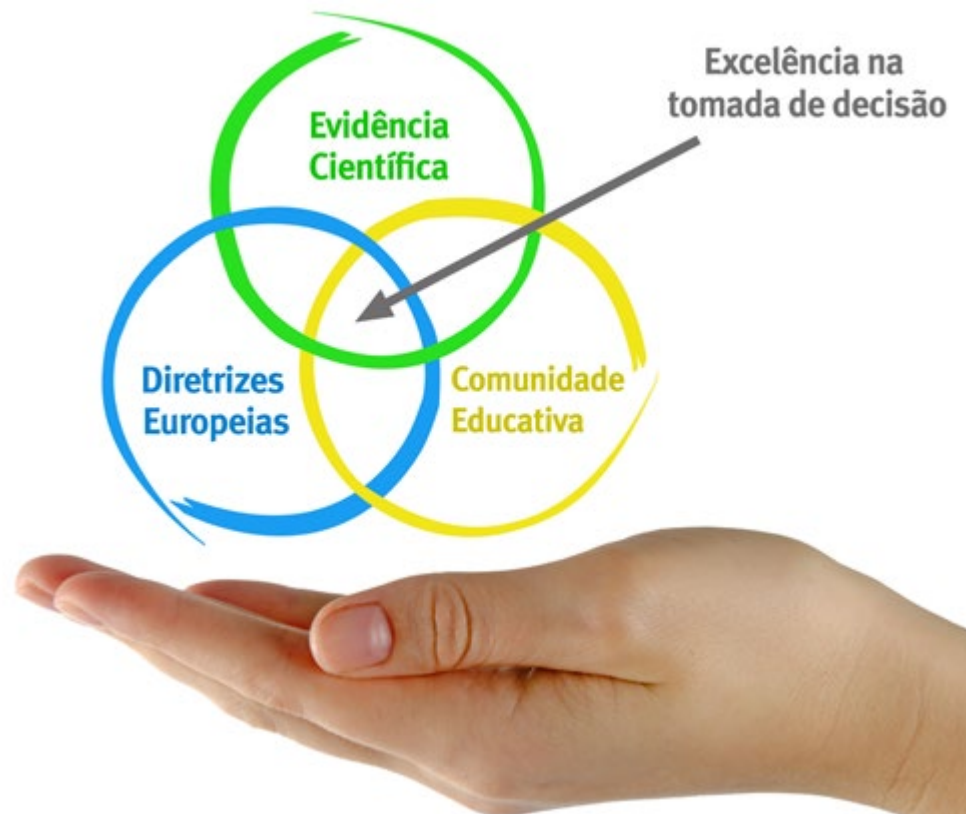 Excelência na
tomada de decisão
Evidência
Científica
Diretrizes
Europeias
Comunidade
Educativa